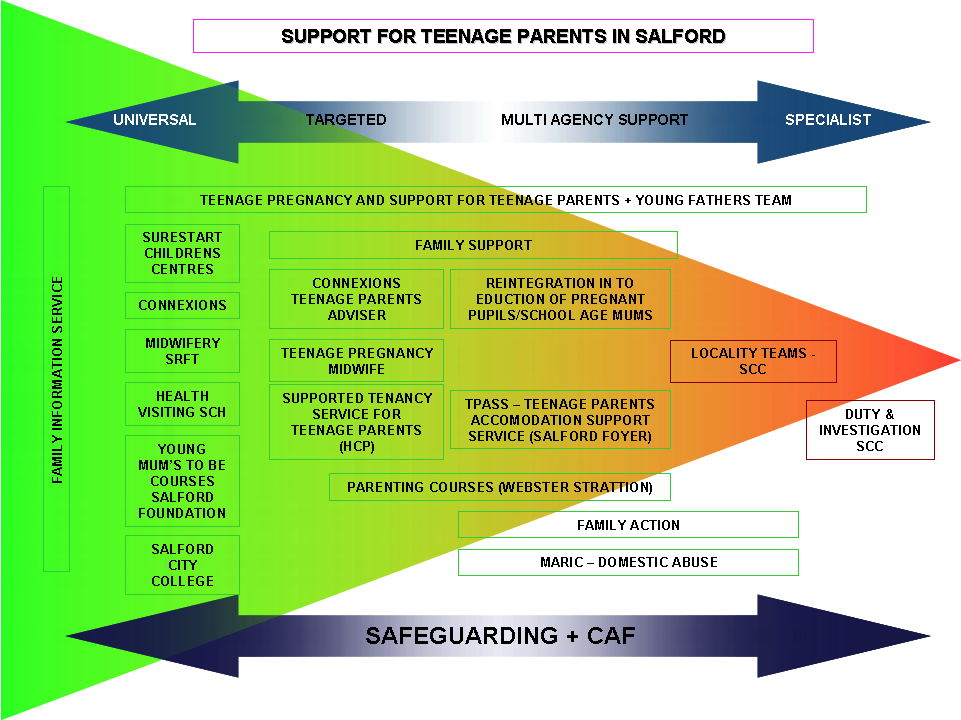 SUPPORT FOR TEENAGE PARENTS IN SALFORD
UNIVERSAL
TARGETED
MULTI AGENCY SUPPORT
SPECIALIST
FAMILY INFORMATION SERVICE
TEENAGE PREGNANCY AND SUPPORT FOR TEENAGE PARENTS + YOUNG FATHERS TEAM
SURESTART
CHILDRENS
CENTRES
CONNEXIONS
MIDWIFERY
SRFT
HEALTH
VISITING SCH
YOUNG
MUM'S TO BE
COURSES
SALFORD
FOUNDATION
SALFORD
CITY
COLLEGE
FAMILY SUPPORT
CONNEXIONS
TEENAGE PARENTS
ADVISER
REINTEGRATION IN TO
EDUCTION OF PREGNANT
PUPILS/SCHOOL AGE MUMS
TEENAGE PREGNANCY
MIDWIFE
SUPPORTED TENANCY
SERVICE FOR
TEENAGE PARENTS
(HCP)
TPASS – TEENAGE PARENTS
ACCOMODATION SUPPORT
SERVICE (SALFORD FOYER)
LOCALITY TEAMS -
SCC
DUTY &
INVESTIGATION
SCC
PARENTING COURSES (WEBSTER STRATTION)
FAMILY ACTION
MARIC – DOMESTIC ABUSE
SAFEGUARDING + CAF